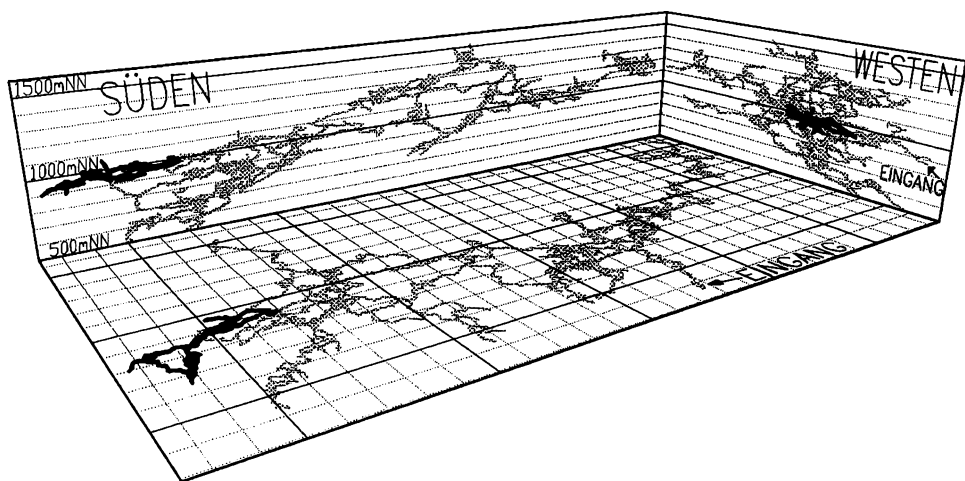 1500mNN
SÜDEN
WESTEN
1000mNN
EINGANG
500mNN
EINGANG